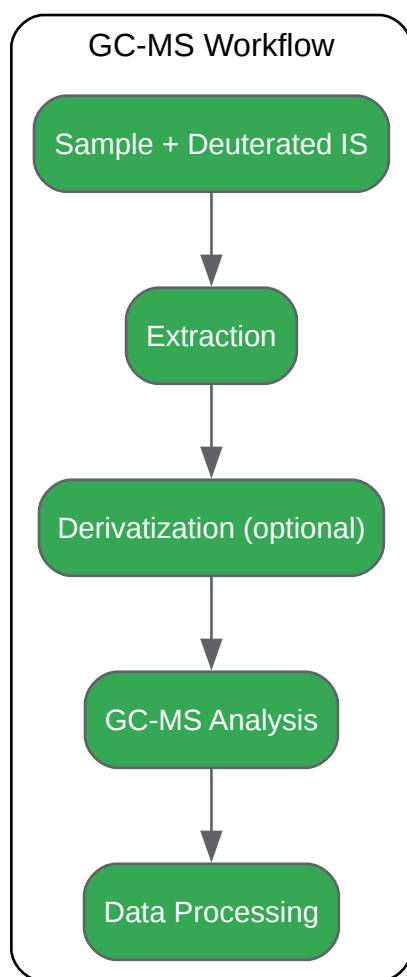 GC-MS Workflow
Sample + Deuterated IS
Extraction
Derivatization (optional)
GC-MS Analysis
Data Processing